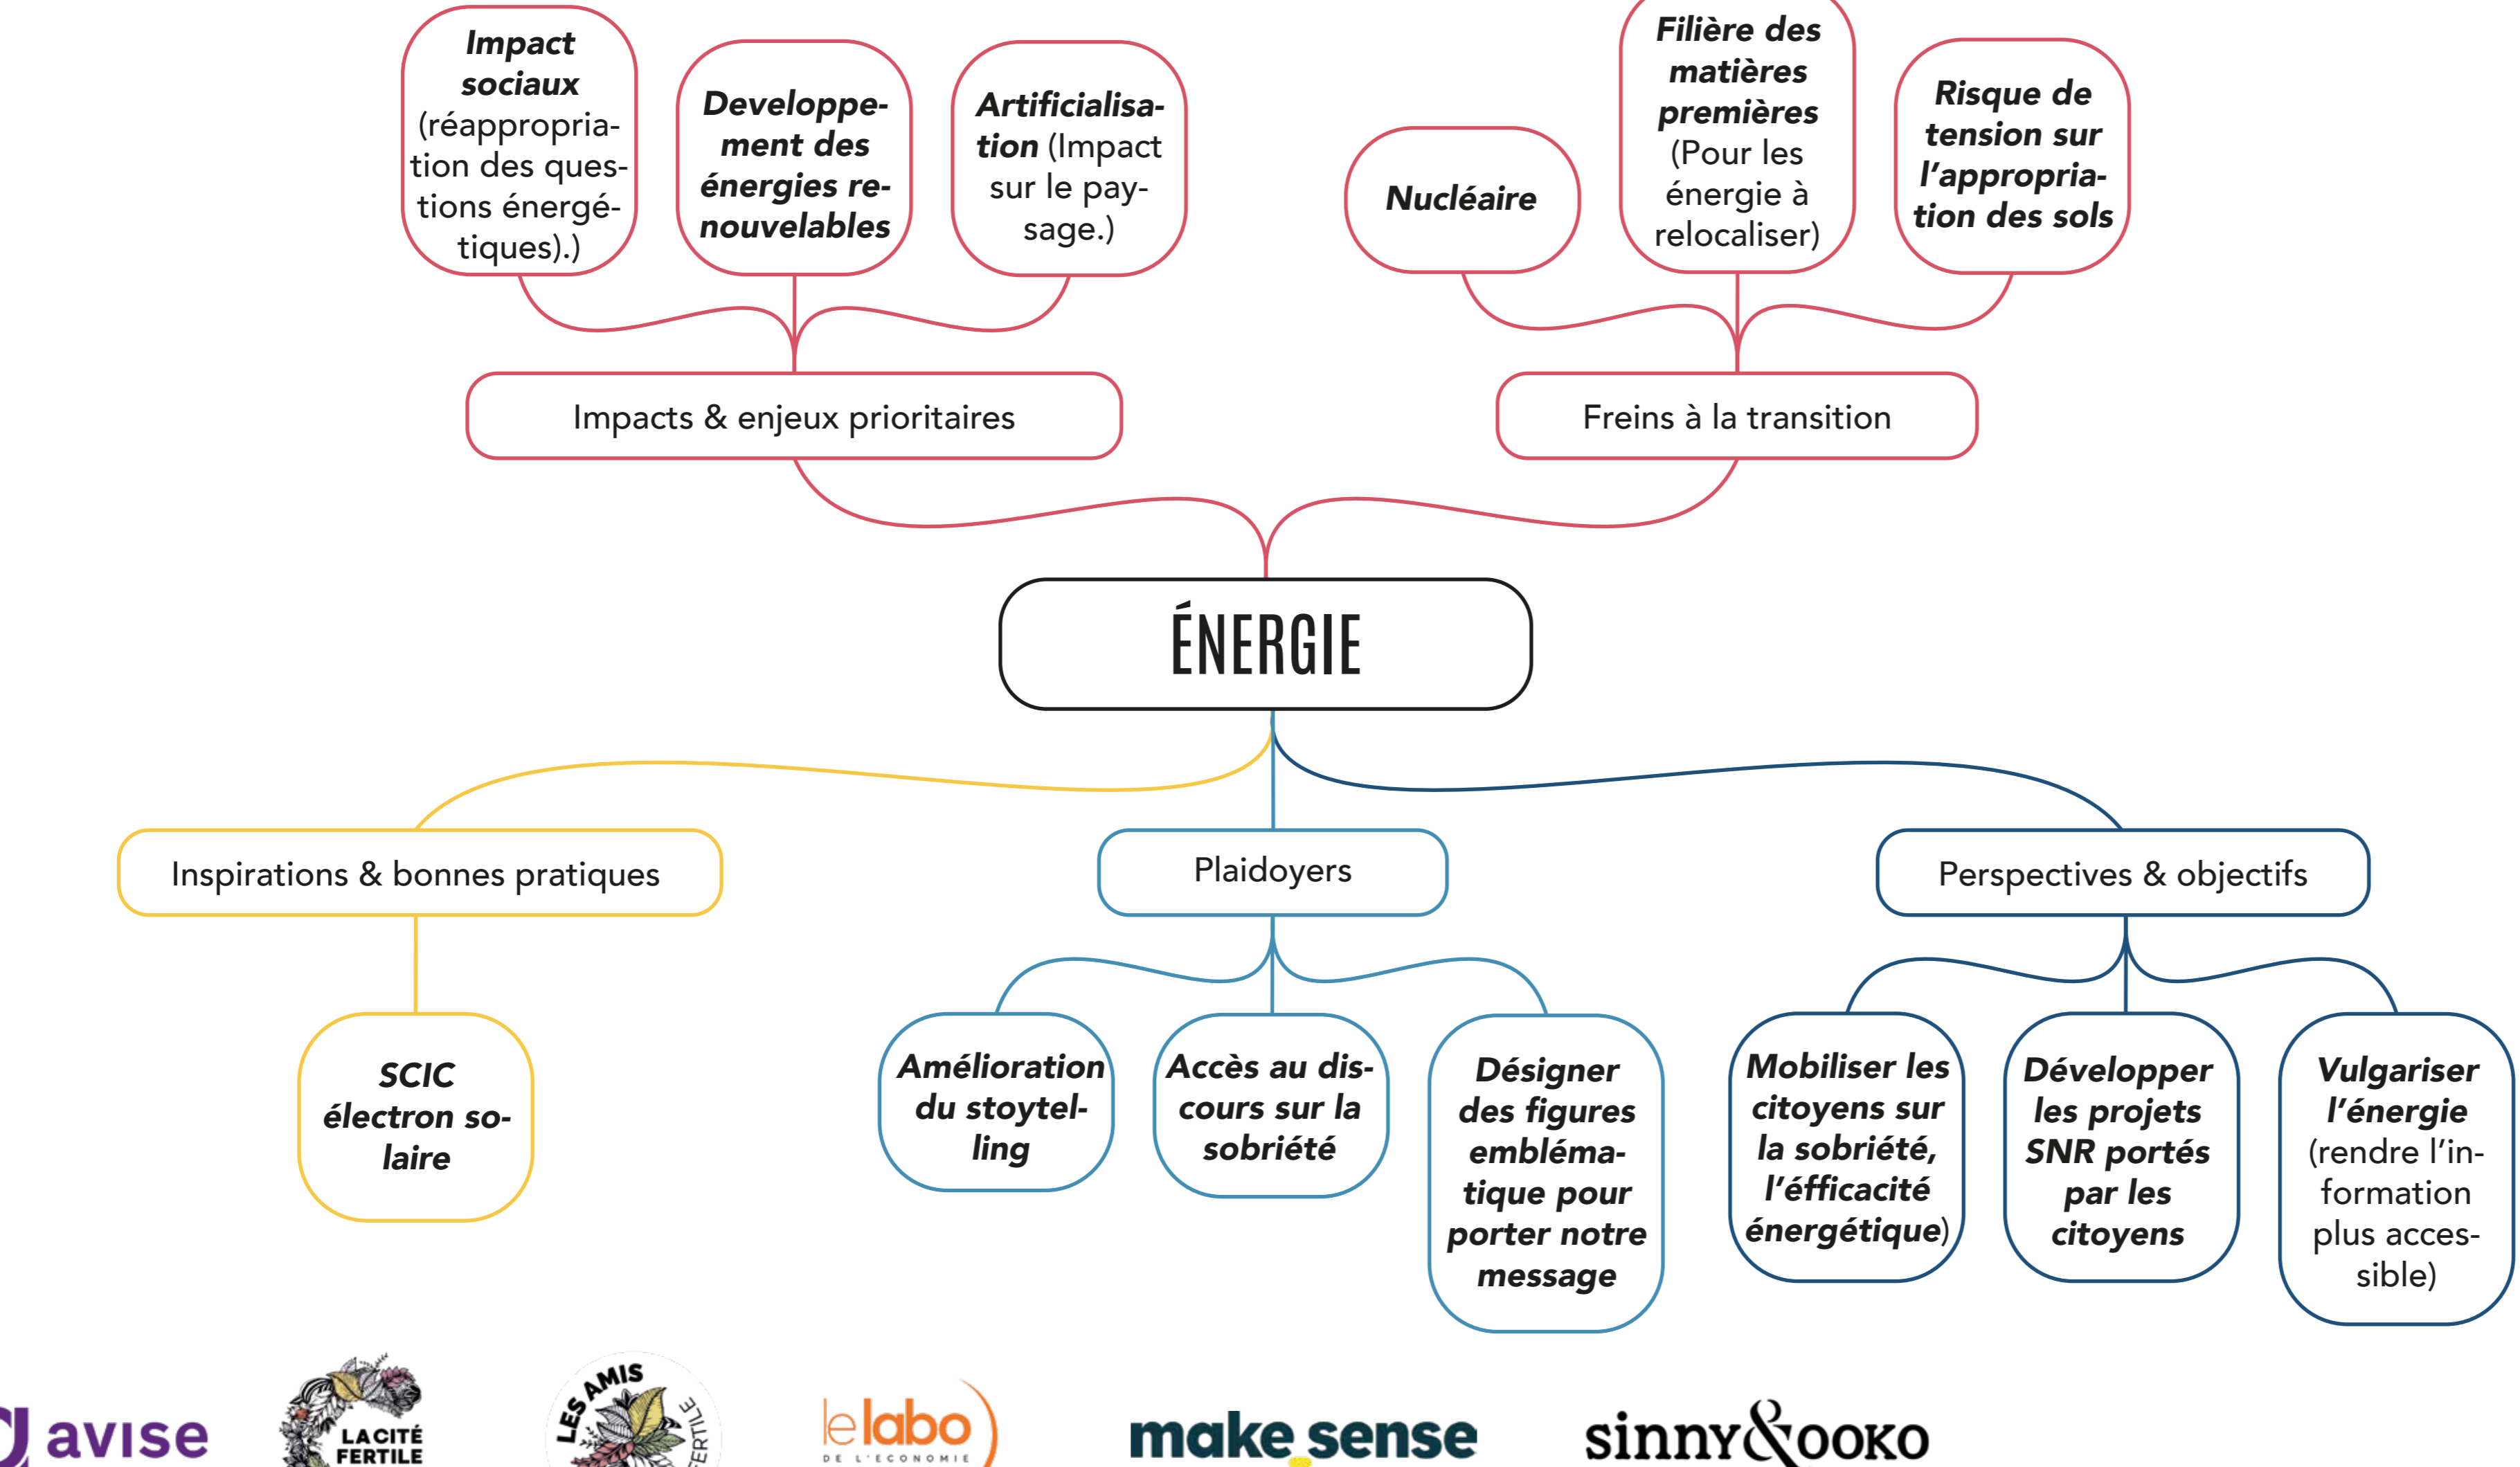 Impact
sociaux
(réappropria-
tion des ques-
tions énergé-
tiques).)
Developpe-
ment des
énergies re-
nouvelables
Artificialisa-
tion (Impact
sur le pay-
sage.)
Nucléaire
Filière des
matières
premières
(Pour les
énergie à
relocaliser)
Risque de
tension sur
l'appropria-
tion des sols
Impacts & enjeux prioritaires
Freins à la transition
ÉNERGIE
Inspirations & bonnes pratiques
Plaidoyers
Perspectives & objectifs
SCIC
électron so-
laire
Amélioration
du stoytel-
ling
Accès au dis-
cours sur la
sobriété
Désigner
des figures
embléma-
tique pour
porter notre
message
Mobiliser les
citoyens sur
la sobriété,
l'éfficacité
énergétique)
Développer
les projets
SNR portés
par les
citoyens
Vulgariser
l'énergie
(rendre l'in-
formation
plus acces-
sible)
avise
LA CITÉ
FERTILE
LES AMIS
FERTILE
le labo
DE L'ECONOMIE
make sense
sinny&ooko